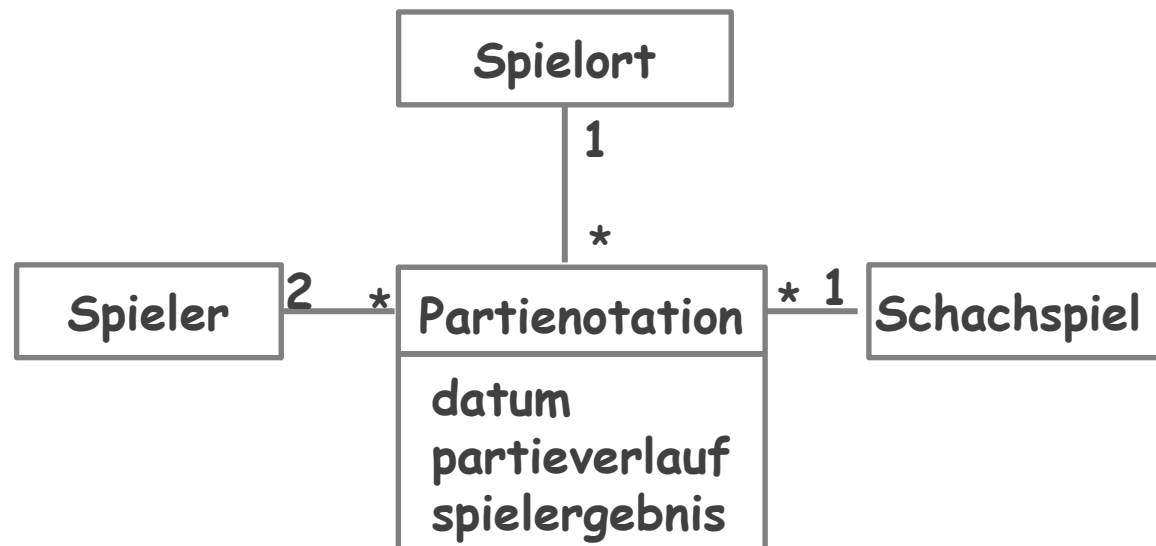 Spielort
1
*
Spieler 2 * Partienotation * 1 Schachspiel
datum
partieverlauf
spielergebnis